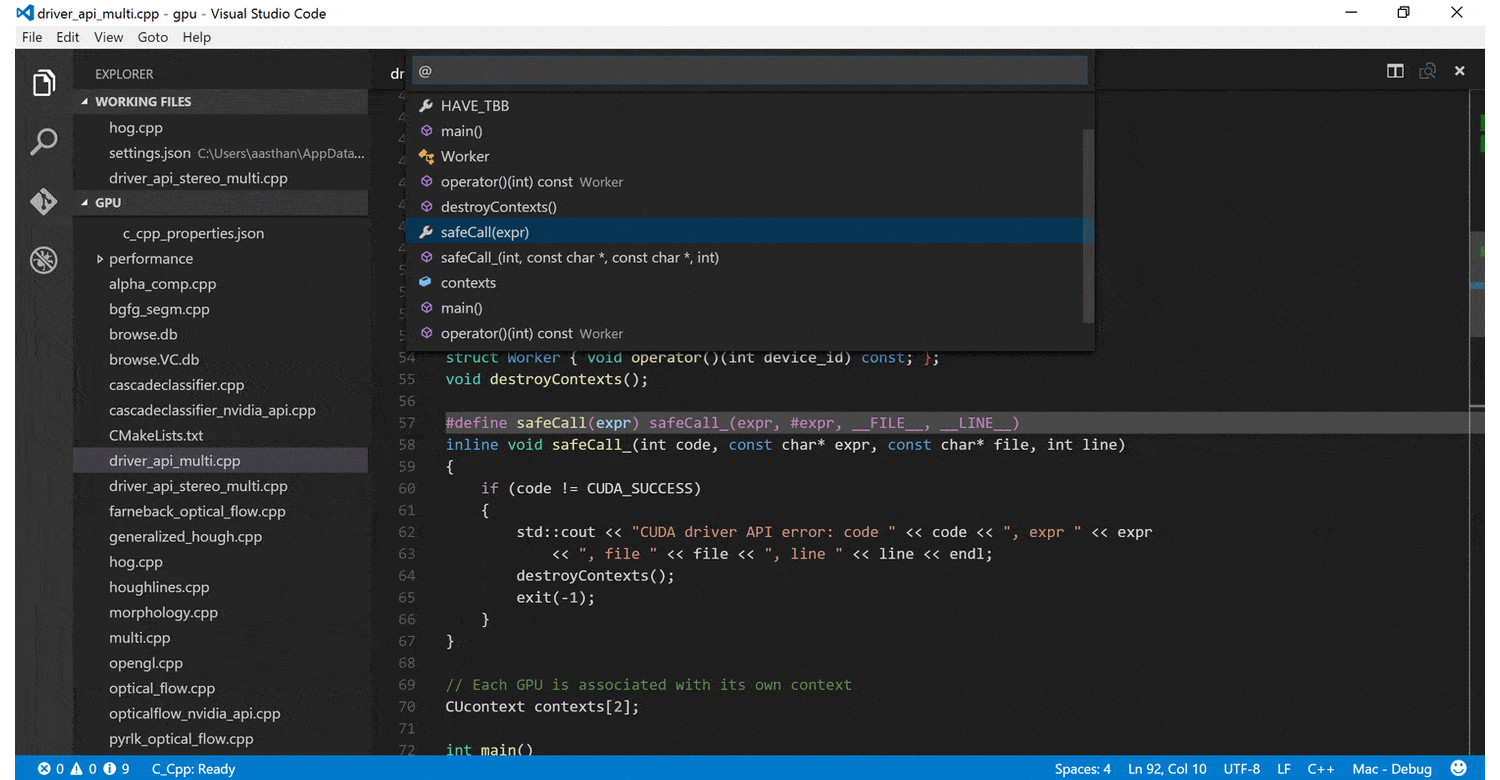 driver_api_multi.cpp - gpu - Visual Studio Code
File Edit View Goto Help
EXPLORER
WORKING FILES
hog.cpp
settings.json C:\Users\aasthan\AppData...
driver_api_stereo_multi.cpp
GPU
c_cpp_properties.json
performance
alpha_comp.cpp
bgfg_segm.cpp
browse.db
browse.VC.db
cascadeclassifier.cpp
cascadeclassifier_nvidia_api.cpp
CMakeLists.txt
driver_api_multi.cpp
driver_api_stereo_multi.cpp
farneback_optical_flow.cpp
generalized_hough.cpp
hog.cpp
houghlines.cpp
morphology.cpp
multi.cpp
opengl.cpp
optical_flow.cpp
opticalflow_nvidia_api.cpp
pyrlk_optical_flow.cpp
dr
@
HAVE_TBB
main()
Worker
operator()(int) const Worker
destroyContexts()
safeCall(expr)
safeCall_(int, const char *, const char *, int)
contexts
main()
operator()(int) const Worker
54 struct Worker { void operator()(int device_id) const; };
55 void destroyContexts();
56
57 #define safeCall(expr) safeCall_(expr, #expr, __FILE__, __LINE__)
58 inline void safeCall_(int code, const char* expr, const char* file, int line)
59 {
60 if (code != CUDA_SUCCESS)
61 {
62 std::cout << "CUDA driver API error: code " << code << ", expr " << expr
63 << ", file " << file << ", line " << line << endl;
64 destroyContexts();
65 exit(-1);
66 }
67 }
68
69 // Each GPU is associated with its own context
70 CUcontext contexts[2];
71
72 int main()
0 0 9 C_Cpp: Ready Spaces: 4 Ln 92, Col 10 UTF-8 LF C++ Mac - Debug